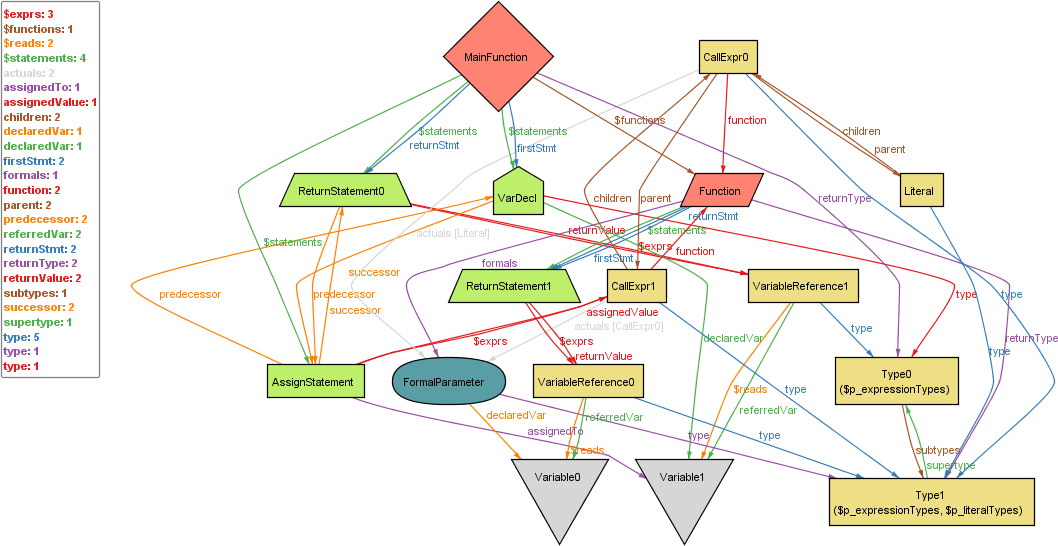 $exprs: 3
$functions: 1
$reads: 2
$statements: 4
actuals: 2
assignedTo: 1
assignedValue: 1
children: 2
declaredVar: 1
declaredVar: 1
firstStmt: 2
formals: 1
function: 2
parent: 2
predecessor: 2
referredVar: 2
returnStmt: 2
returnType: 2
returnValue: 2
subtypes: 1
successor: 2
supertype: 1
type: 5
type: 1
type: 1
MainFunction
CallExpr0
$functions
function
$statements
$statements
children
returnStmt
firstStmt
parent
ReturnStatement0
VarDecl
children
parent
Function
Literal
returnType
returnStmt
actuals [Literal]
returnValue
$statements
$statements
$exprs
function
formals
firstStmt
successor
ReturnStatement1
CallExpr1
VariableReference1
predecessor
predecessor
type
type
successor
assignedValue
actuals [CallExpr0]
type
$exprs
$exprs
declaredVar
returnType
type
returnValue
Type0
($p_expressionTypes)
AssignStatement
FormalParameter
VariableReference0
$reads
type
declaredVar
referredVar
referredVar
assignedTo
type
type
$reads
subtypes
supertype
Variable0
Variable1
Type1
($p_expressionTypes, $p_literalTypes)